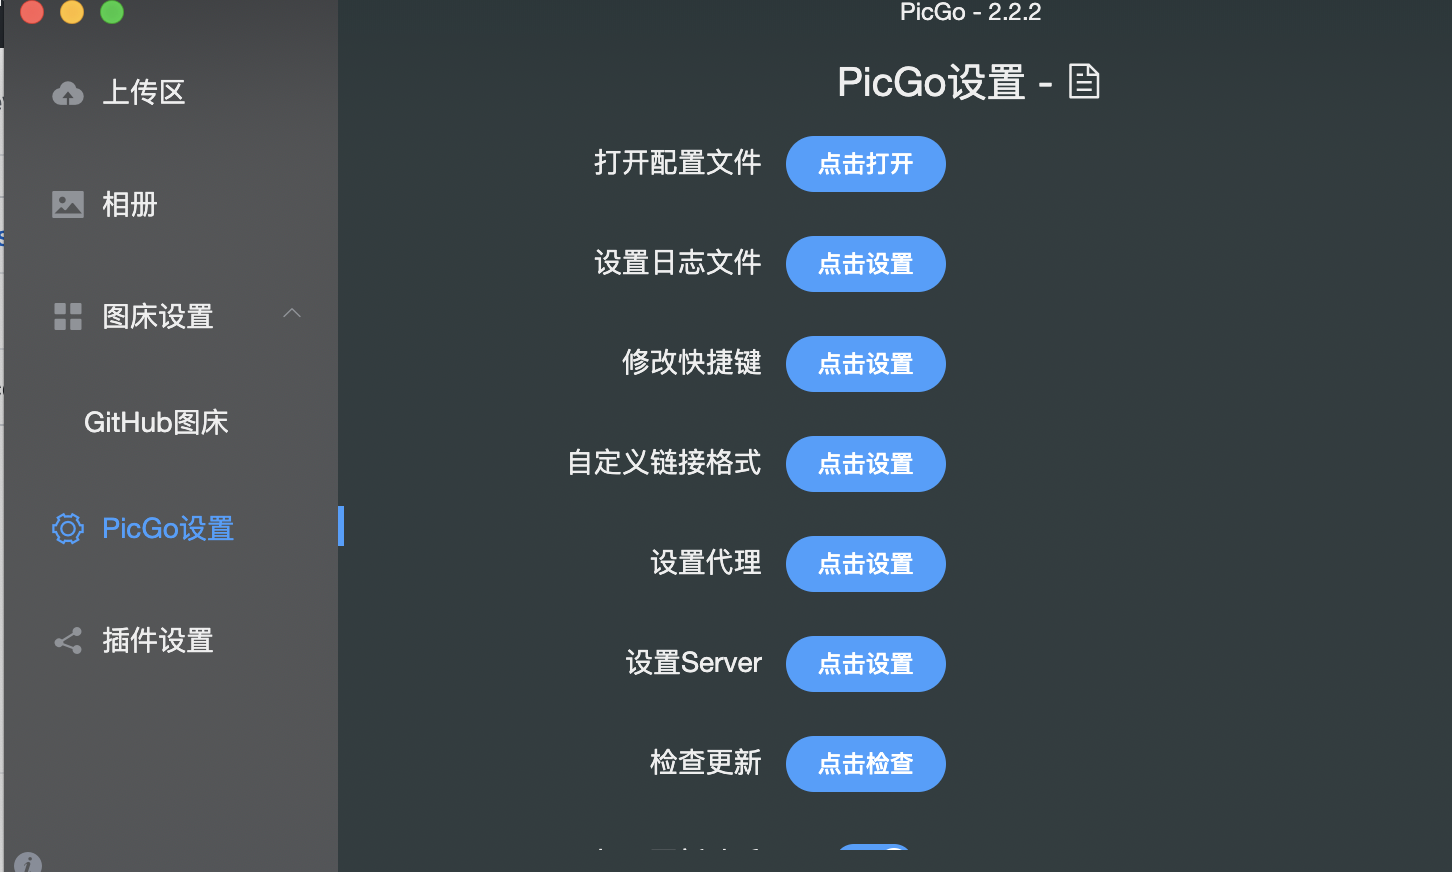 PicGo - 2.2.2
上传区
相册
图床设置
GitHub图床
PicGo设置
插件设置
PicGo设置 -
打开配置文件 点击打开
设置日志文件 点击设置
修改快捷键 点击设置
自定义链接格式 点击设置
设置代理 点击设置
设置Server 点击设置
检查更新 点击检查